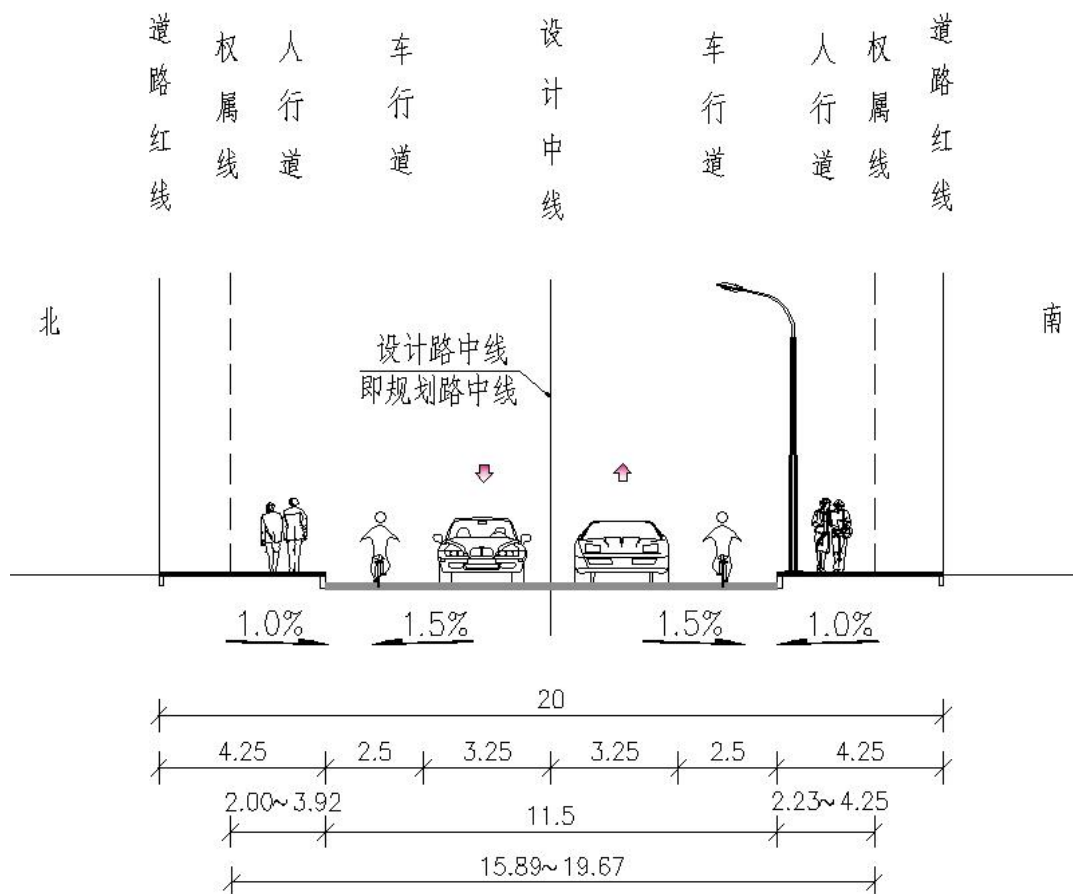 道路红线
权属线
人行道
车行道
设计中线
车行道
人行道
权属线
道路红线
北
南
设计路中线
即规划路中线
1.0% 1.5% 1.5% 1.0%
20
4.25 2.5 3.25 3.25 2.5 4.25
2.00~3.92 11.5 2.23~4.25
15.89~19.67